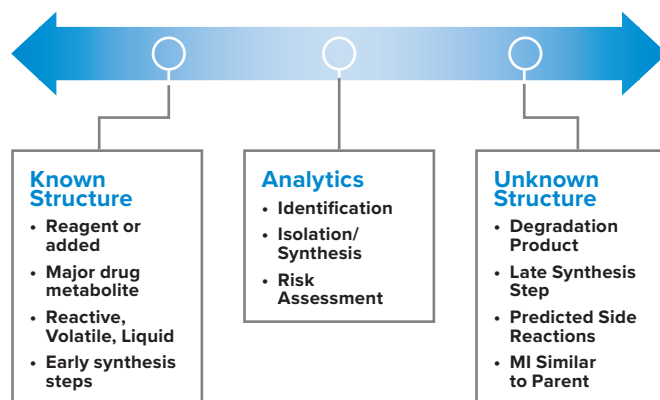 Known
Structure
• Reagent or
added
• Major drug
metabolite
• Reactive,
Volatile, Liquid
• Early synthesis
steps
Analytics
• Identification
• Isolation/
Synthesis
• Risk
Assessment
Unknown
Structure
• Degradation
Product
• Late Synthesis
Step
• Predicted Side
Reactions
• MI Similar
to Parent